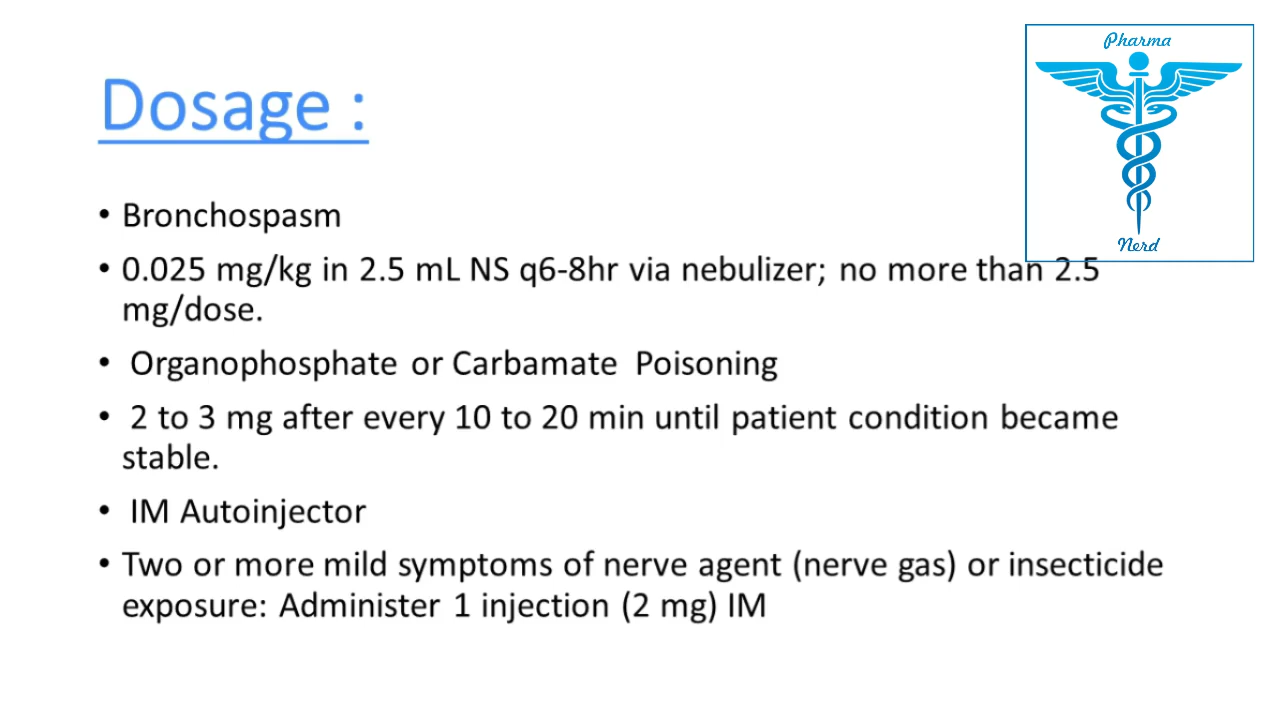 Pharma
Nerd
Dosage :
• Bronchospasm
• 0.025 mg/kg in 2.5 mL NS q6-8hr via nebulizer; no more than 2.5
mg/dose.
• Organophosphate or Carbamate Poisoning
• 2 to 3 mg after every 10 to 20 min until patient condition became
stable.
• IM Autoinjector
• Two or more mild symptoms of nerve agent (nerve gas) or insecticide
exposure: Administer 1 injection (2 mg) IM